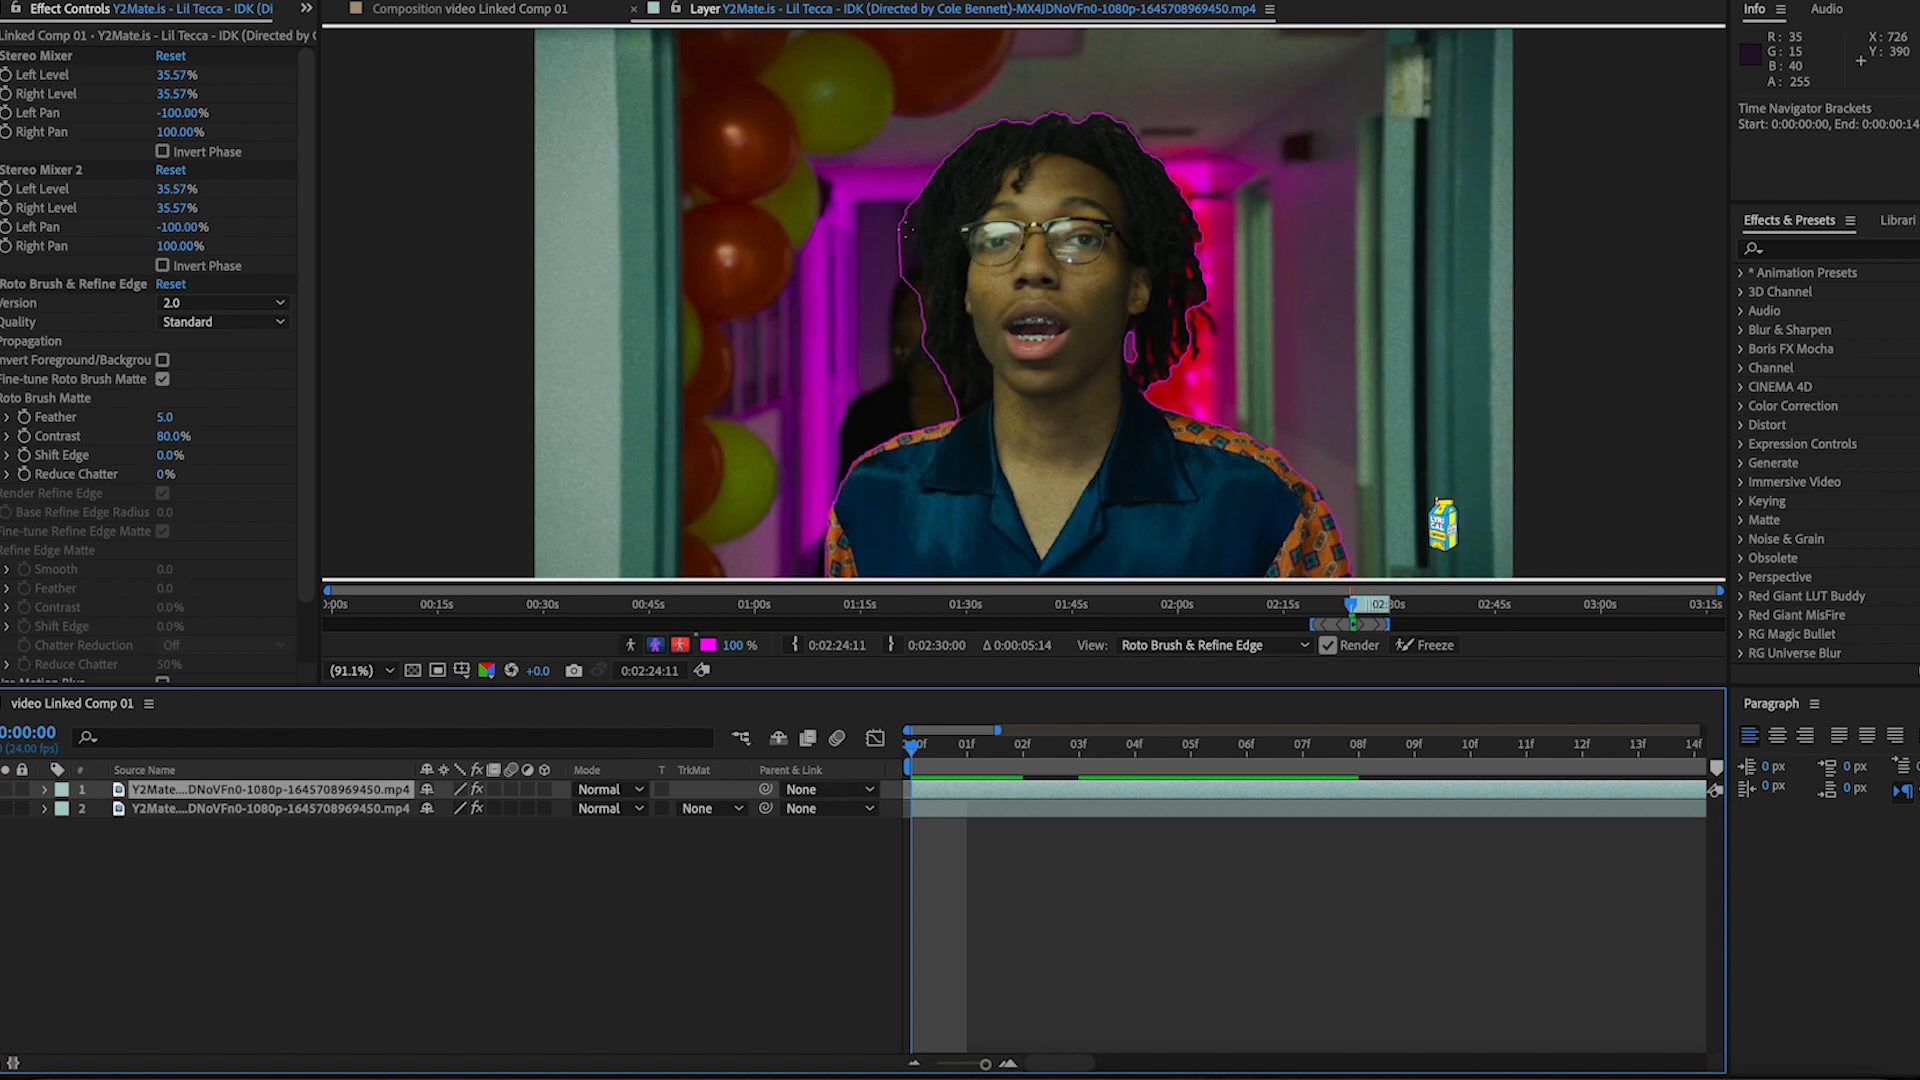 Effect Controls Y2Mate.is - Lil Tecca - IDK (Di
Linked Comp 01 • Y2Mate.is - Lil Tecca - IDK (Directed by C
Stereo Mixer Reset
Left Level 35.57%
Right Level 35.57%
Left Pan -100.00%
Right Pan 100.00%
Invert Phase
Stereo Mixer 2 Reset
Left Level 35.57%
Right Level 35.57%
Left Pan -100.00%
Right Pan 100.00%
Invert Phase
Roto Brush & Refine Edge Reset
Version 2.0
Quality Standard
Propagation
nvert Foreground/Backgrou
Fine-tune Roto Brush Matte
Roto Brush Matte
Feather 5.0
Contrast 80.0%
Shift Edge 0.0%
Reduce Chatter 0%
Render Refine Edge
Base Refine Edge Radius 0.0
Fine-tune Refine Edge Matte
Refine Edge Matte
Smooth 0.0
Feather 0.0
Contrast 0.0%
Shift Edge 0.0%
Chatter Reduction Off
Reduce Chatter 50%
Composition video Linked Comp 01
× Layer Y2Mate.is - Lil Tecca - IDK (Directed by Cole Bennett)-MX4JDNoVFn0-1080p-1645708969450.mp4
LYRI
CAL
):00s 00:15s 00:30s 00:45s 01:00s 01:15s 01:30s 01:45s 02:00s 02:15s 02:30s 02:45s 03:00s 03:15s
100 % 0:02:24:11 0:02:30:00 Δ 0:00:05:14 View: Roto Brush & Refine Edge Render Freeze
(91.1%) +0.0 0:02:24:11
Info Audio
R: 35 X: 726
G: 15 Y: 390
B: 40
A: 255
Time Navigator Brackets
Start: 0:00:00:00, End: 0:00:00:14
Effects & Presets Librari
* Animation Presets
3D Channel
Audio
Blur & Sharpen
Boris FX Mocha
Channel
CINEMA 4D
Color Correction
Distort
Expression Controls
Generate
Immersive Video
Keying
Matte
Noise & Grain
Obsolete
Perspective
Red Giant LUT Buddy
Red Giant MisFire
RG Magic Bullet
RG Universe Blur
video Linked Comp 01
0:00:00
(24.00 fps)
:00f 01f 02f 03f 04f 05f 06f 07f 08f 09f 10f 11f 12f 13f 14f
# Source Name fx Mode T TrkMat Parent & Link
1 Y2Mate....DNoVFn0-1080p-1645708969450.mp4 fx Normal None
2 Y2Mate....DNoVFn0-1080p-1645708969450.mp4 fx Normal None None
Paragraph
0 px 0 px
0 px 0 px